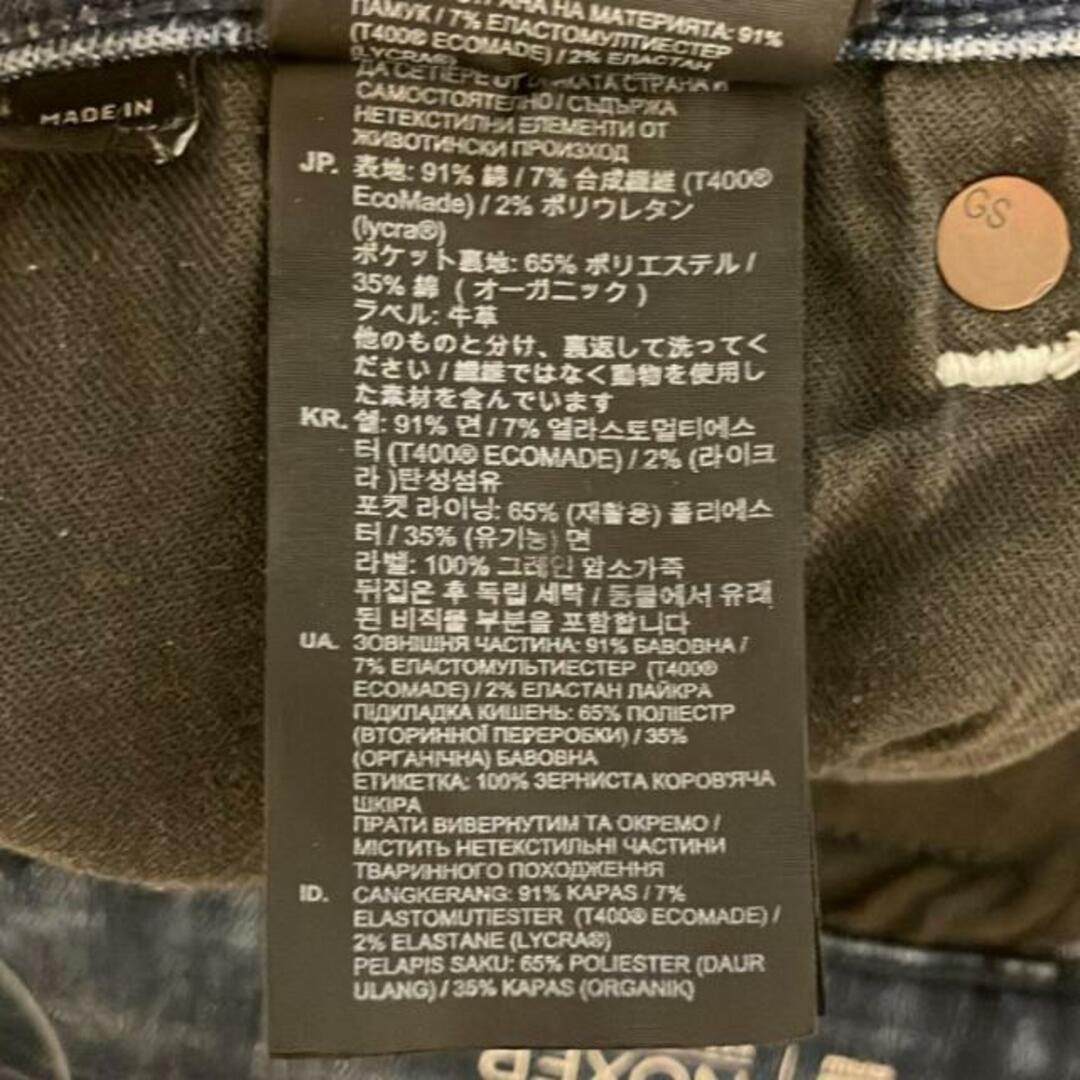 НА МАТЕРИЯТА: 91%
ПАМУК / 7% ЕЛАСТОМУЛТИЕСТЕР
(T400® ECOMADE) / 2% ЕЛАСТАН
(LYCRA®)
MADE IN
САМОСТОЯТЕЛНО / СЪДЪРЖА
НЕТЕКСТИЛНИ ЕЛЕМЕНТИ ОТ
ЖИВОТИНСКИ ПРОИЗХОД
JP. 表地: 91% 綿 / 7% 合成繊維 (T400®
EcoMade) / 2% ポリウレタン
(lycra®)
ポケット裏地: 65% ポリエステル /
35% 綿 ( オーガニック )
ラベル: 牛革
他のものと分け、裏返して洗ってく
ださい / 繊維ではなく動物を使用し
た素材を含んでいます
KR. 쉘: 91% 면 / 7% 엘라스토멀티에스
터 (T400® ECOMADE) / 2% (라이크
라 )탄성섬유
포켓 라이닝: 65% (재활용) 폴리에스
터 / 35% (유기농) 면
라벨: 100% 그레인 암소가죽
뒤집은 후 독립 세탁 / 동물에서 유래
된 비직물 부분을 포함합니다
UA. ЗОВНІШНЯ ЧАСТИНА: 91% БАВОВНА /
7% ЕЛАСТОМУЛЬТИЕСТЕР (T400®
ECOMADE) / 2% ЕЛАСТАН ЛАЙКРА
ПІДКЛАДКА КИШЕНЬ: 65% ПОЛІЕСТР
(ВТОРИННОЇ ПЕРЕРОБКИ) / 35%
(ОРГАНІЧНА) БАВОВНА
ЕТИКЕТКА: 100% ЗЕРНИСТА КОРОВ'ЯЧА
ШКІРА
ПРАТИ ВИВЕРНУТИМ ТА ОКРЕМО /
МІСТИТЬ НЕТЕКСТИЛЬНІ ЧАСТИНИ
ТВАРИННОГО ПОХОДЖЕННЯ
ID. CANGKERANG: 91% KAPAS / 7%
ELASTOMUTIESTER (T400® ECOMADE) /
2% ELASTANE (LYCRA®)
PELAPIS SAKU: 65% POLIESTER (DAUR
ULANG) / 35% KAPAS (ORGANIK)
GS